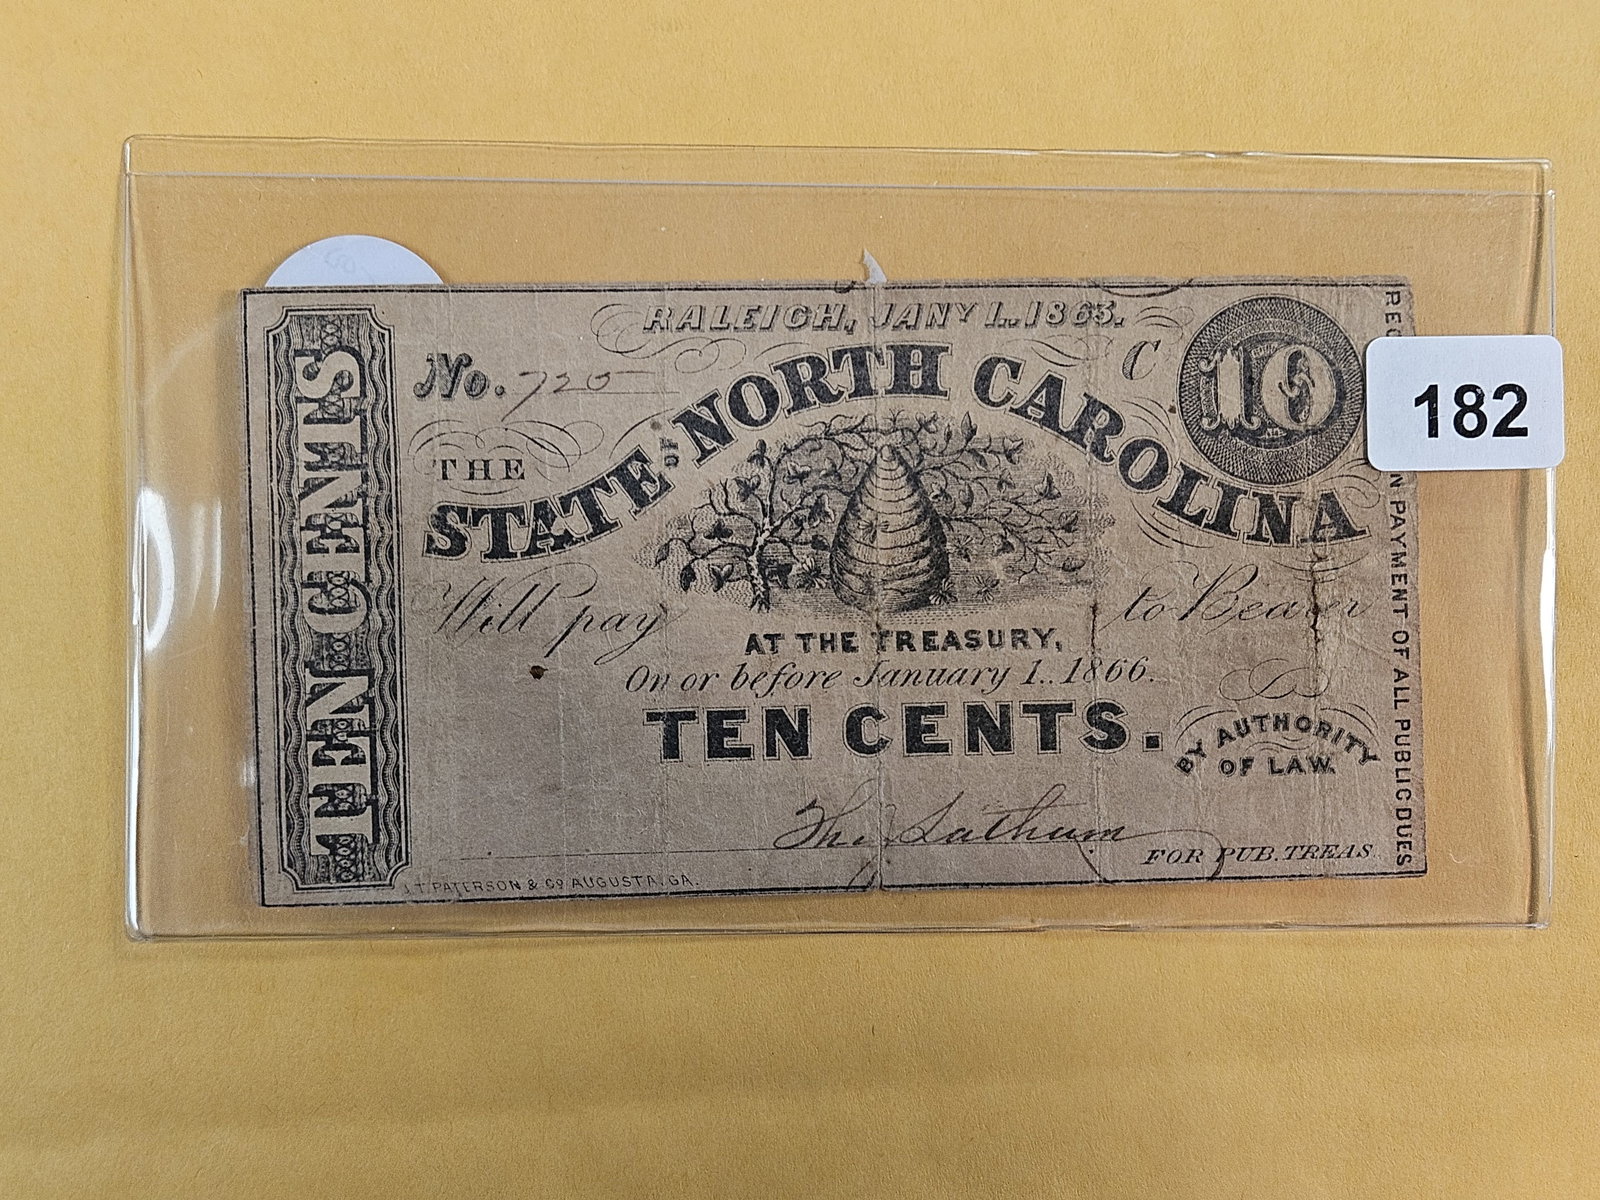 RALEIGH, JANY 1..1863.
No. 725
C
10
THE
STATE OF NORTH CAROLINA
Will pay to Bearer
AT THE TREASURY,
On or before January 1..1866.
TEN CENTS.
BY AUTHORITY
OF LAW.
FOR PUB. TREAS.
J.T. PATERSON & CO AUGUSTA, GA.
TEN CENTS
N PAYMENT OF ALL PUBLIC DUES
182